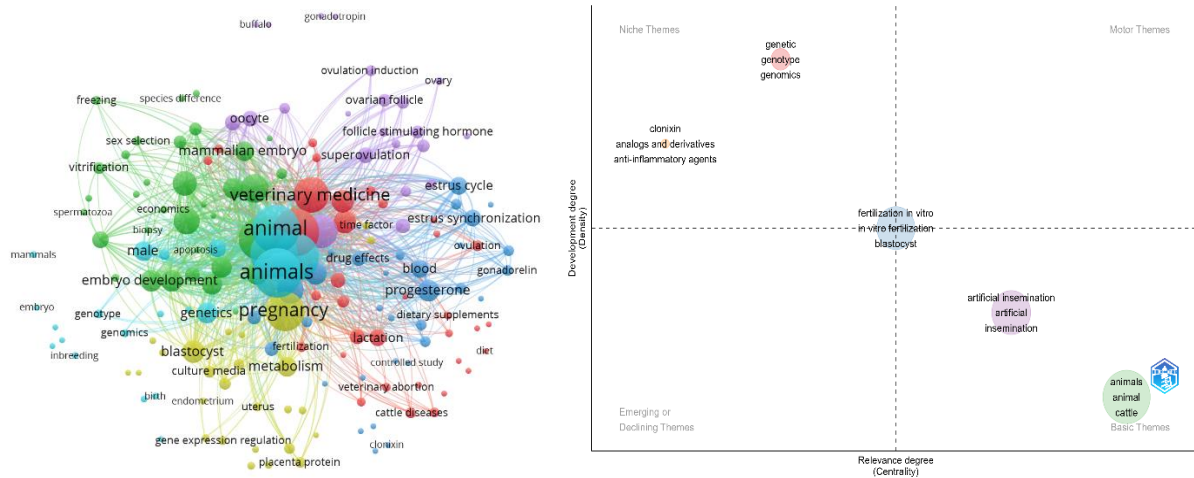 buffalo
gonadotropin
ovulation induction
ovary
freezing
species difference
ovarian follicle
oocyte
follicle stimulating hormone
sex selection
mammalian embryo
superovulation
vitrification
veterinary medicine
estrus cycle
spermatozoa
economics
animal
time factor
estrus synchronization
biopsy
mammals
male
apoptosis
drug effects
ovulation
animals
blood
gonadorelin
embryo development
progesterone
embryo
genotype
genetics
pregnancy
dietary supplements
genomics
fertilization
lactation
inbreeding
blastocyst
diet
culture media
metabolism
controlled study
birth
endometrium
uterus
veterinary abortion
cattle diseases
gene expression regulation
clonixin
placenta protein
Niche Themes
Motor Themes
genetic
genotype
genomics
clonixin
analogs and derivatives
anti-inflammatory agents
fertilization in vitro
in vitro fertilization
blastocyst
artificial insemination
artificial
insemination
animals
animal
cattle
Emerging or
Declining Themes
Basic Themes
Development degree
(Density)
Relevance degree
(Centrality)